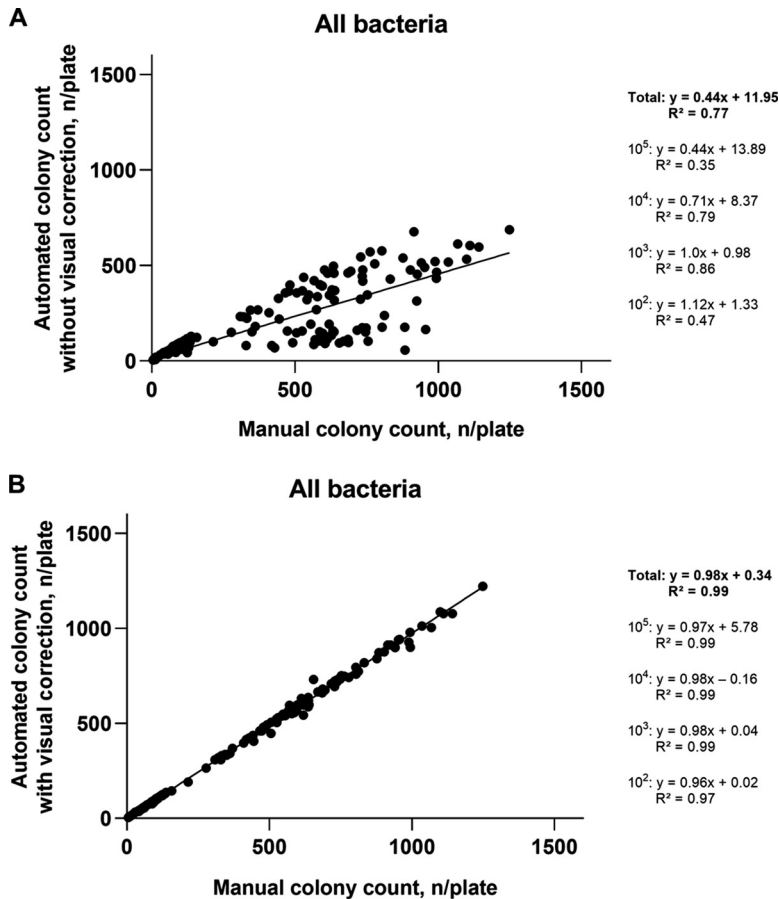 A
All bacteria
Automated colony count
without visual correction, n/plate
1500
1000
500
0
0
500
1000
1500
Manual colony count, n/plate
Total: y = 0.44x + 11.95
R² = 0.77
10⁵: y = 0.44x + 13.89
R² = 0.35
10⁴: y = 0.71x + 8.37
R² = 0.79
10³: y = 1.0x + 0.98
R² = 0.86
10²: y = 1.12x + 1.33
R² = 0.47
B
All bacteria
Automated colony count
with visual correction, n/plate
1500
1000
500
0
0
500
1000
1500
Manual colony count, n/plate
Total: y = 0.98x + 0.34
R² = 0.99
10⁵: y = 0.97x + 5.78
R² = 0.99
10⁴: y = 0.98x – 0.16
R² = 0.99
10³: y = 0.98x + 0.04
R² = 0.99
10²: y = 0.96x + 0.02
R² = 0.97